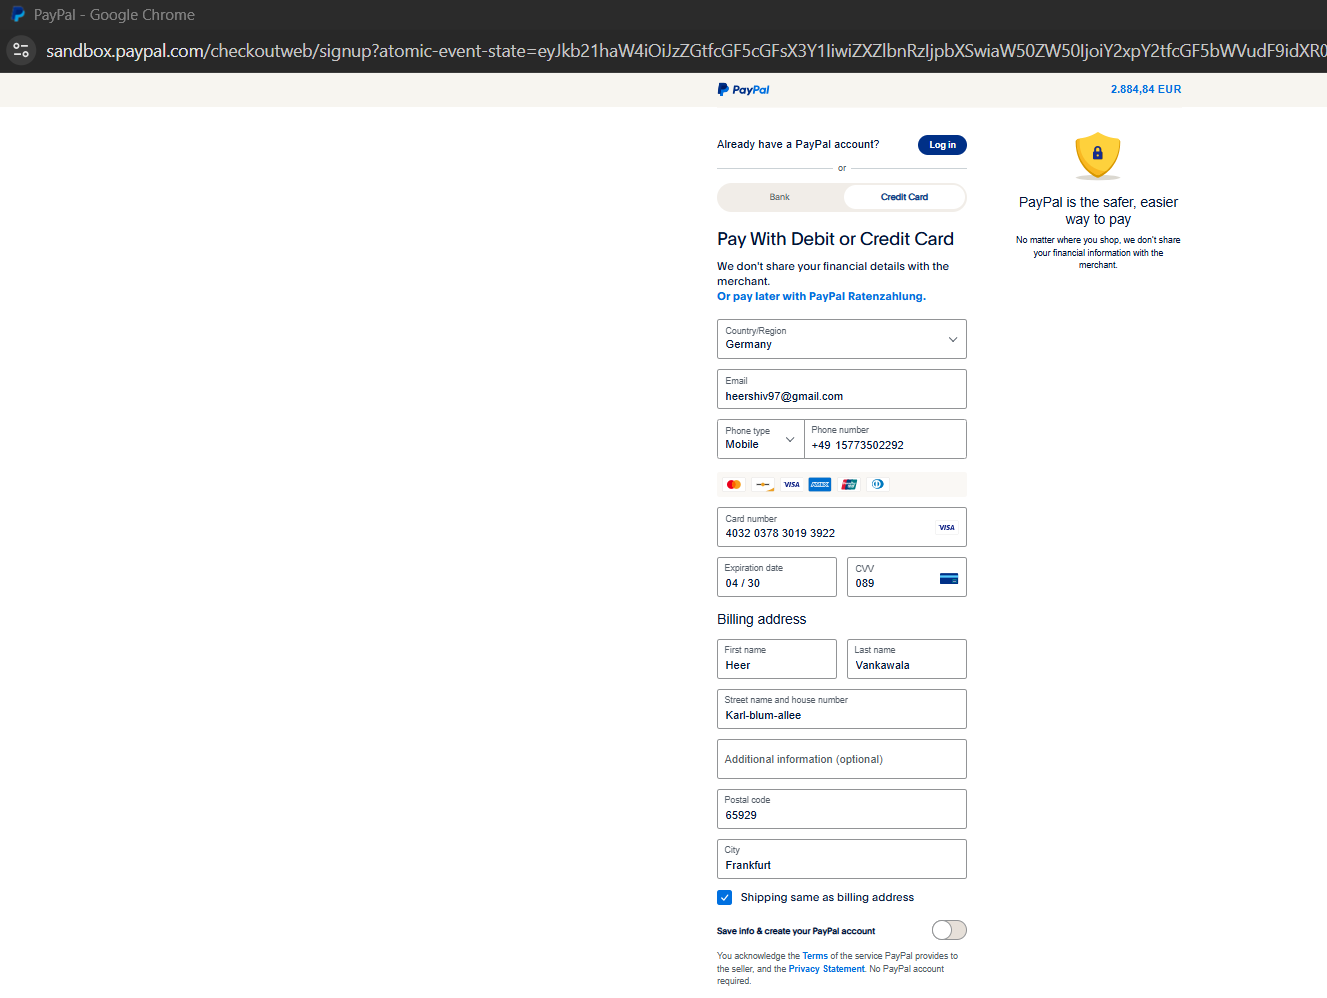 PayPal - Google Chrome
sandbox.paypal.com/checkoutweb/signup?atomic-event-state=
PayPal
2.884,84 EUR
Already have a PayPal account?
Log in
or
Bank
Credit Card
PayPal is the safer, easier
way to pay
No matter where you shop, we don't share
your financial information with the
merchant.
Pay With Debit or Credit Card
We don't share your financial details with the
merchant.
Or pay later with PayPal Ratenzahlung.
Country/Region
Germany
Email
heershiv97@gmail.com
Phone type
Mobile
Phone number
+49 15773502292
VISA
AMEX
Card number
4032 0378 3019 3922
VISA
Expiration date
04 / 30
CVV
089
Billing address
First name
Heer
Last name
Vankawala
Street name and house number
Karl-blum-allee
Additional information (optional)
Postal code
65929
City
Frankfurt
Shipping same as billing address
Save info & create your PayPal account
You acknowledge the Terms of the service PayPal provides to
the seller, and the Privacy Statement. No PayPal account
required.